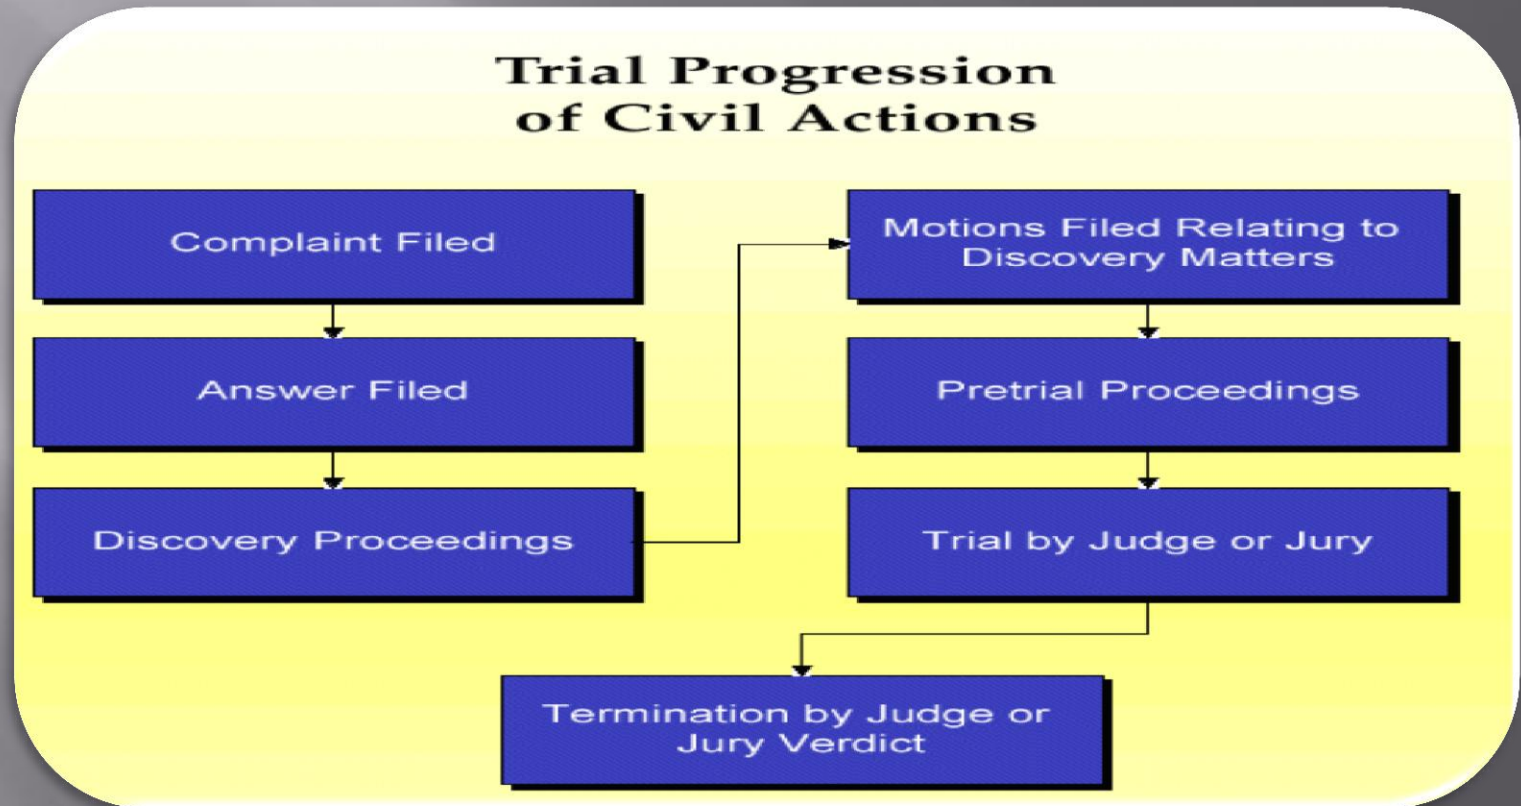 Trial Progression
of Civil Actions
Complaint Filed
Answer Filed
Discovery Proceedings
Motions Filed Relating to
Discovery Matters
Pretrial Proceedings
Trial by Judge or Jury
Termination by Judge or
Jury Verdict